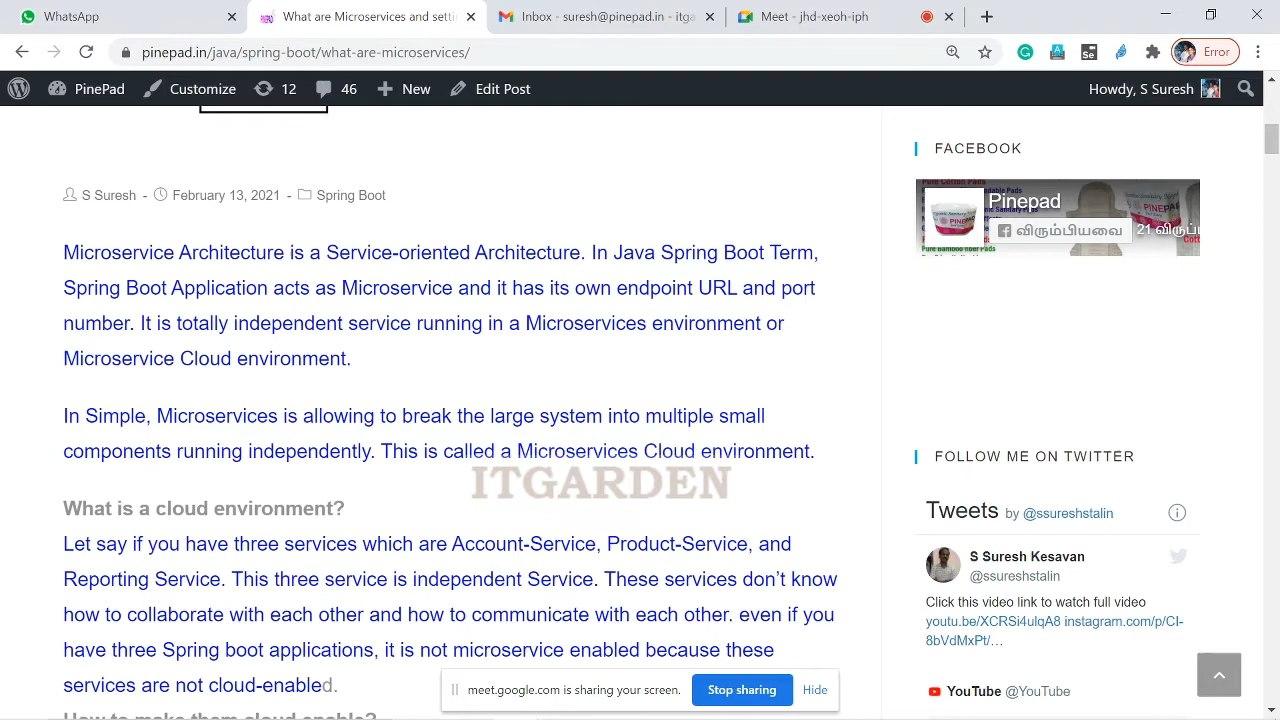 WhatsApp
What are Microservices and setti
Inbox - suresh@pinepad.in - itga
Meet - jhd-xeoh-iph
pinepad.in/java/spring-boot/what-are-microservices/
Error
PinePad
Customize
12
46
New
Edit Post
Howdy, S Suresh
S Suresh - February 13, 2021 - Spring Boot
Microservice Architecture is a Service-oriented Architecture. In Java Spring Boot Term,
Spring Boot Application acts as Microservice and it has its own endpoint URL and port
number. It is totally independent service running in a Microservices environment or
Microservice Cloud environment.
In Simple, Microservices is allowing to break the large system into multiple small
components running independently. This is called a Microservices Cloud environment.
ITGARDEN
What is a cloud environment?
Let say if you have three services which are Account-Service, Product-Service, and
Reporting Service. This three service is independent Service. These services don’t know
how to collaborate with each other and how to communicate with each other. even if you
have three Spring boot applications, it is not microservice enabled because these
services are not cloud-enabled.
How to make them cloud enable?
meet.google.com is sharing your screen.
Stop sharing
Hide
FACEBOOK
Pinepad
விரும்பியவை
21
FOLLOW ME ON TWITTER
Tweets by @ssureshstalin
S Suresh Kesavan
@ssureshstalin
Click this video link to watch full video
youtu.be/XCRSi4ulqA8 instagram.com/p/CI-
8bVdMxPt/…
YouTube @YouTube